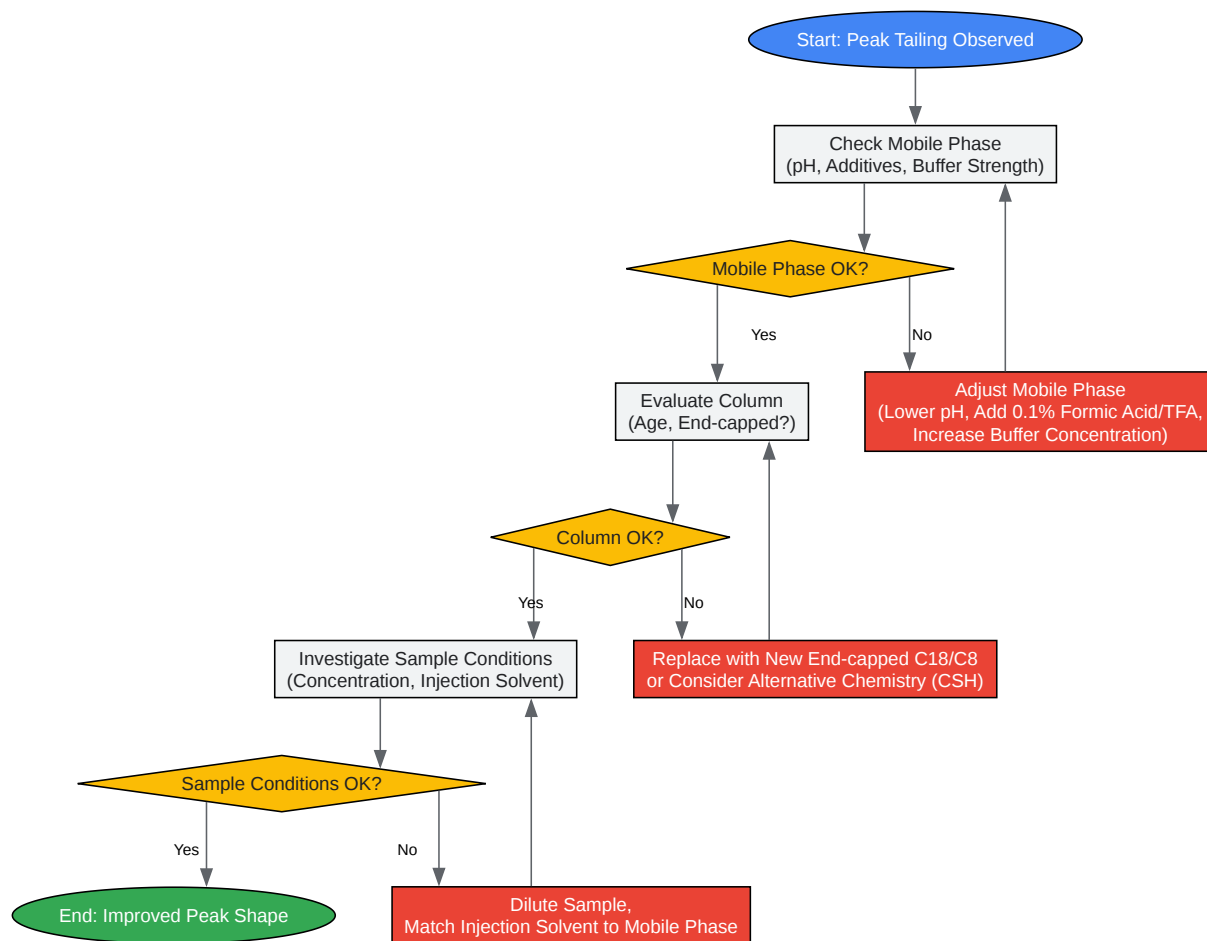 Start: Peak Tailing Observed
Check Mobile Phase
(pH, Additives, Buffer Strength)
Mobile Phase OK?
Yes
No
Adjust Mobile Phase
(Lower pH, Add 0.1% Formic Acid/TFA,
Increase Buffer Concentration)
Evaluate Column
(Age, End-capped?)
Column OK?
Yes
No
Investigate Sample Conditions
(Concentration, Injection Solvent)
Replace with New End-capped C18/C8
or Consider Alternative Chemistry (CSH)
Sample Conditions OK?
Yes
No
End: Improved Peak Shape
Dilute Sample,
Match Injection Solvent to Mobile Phase